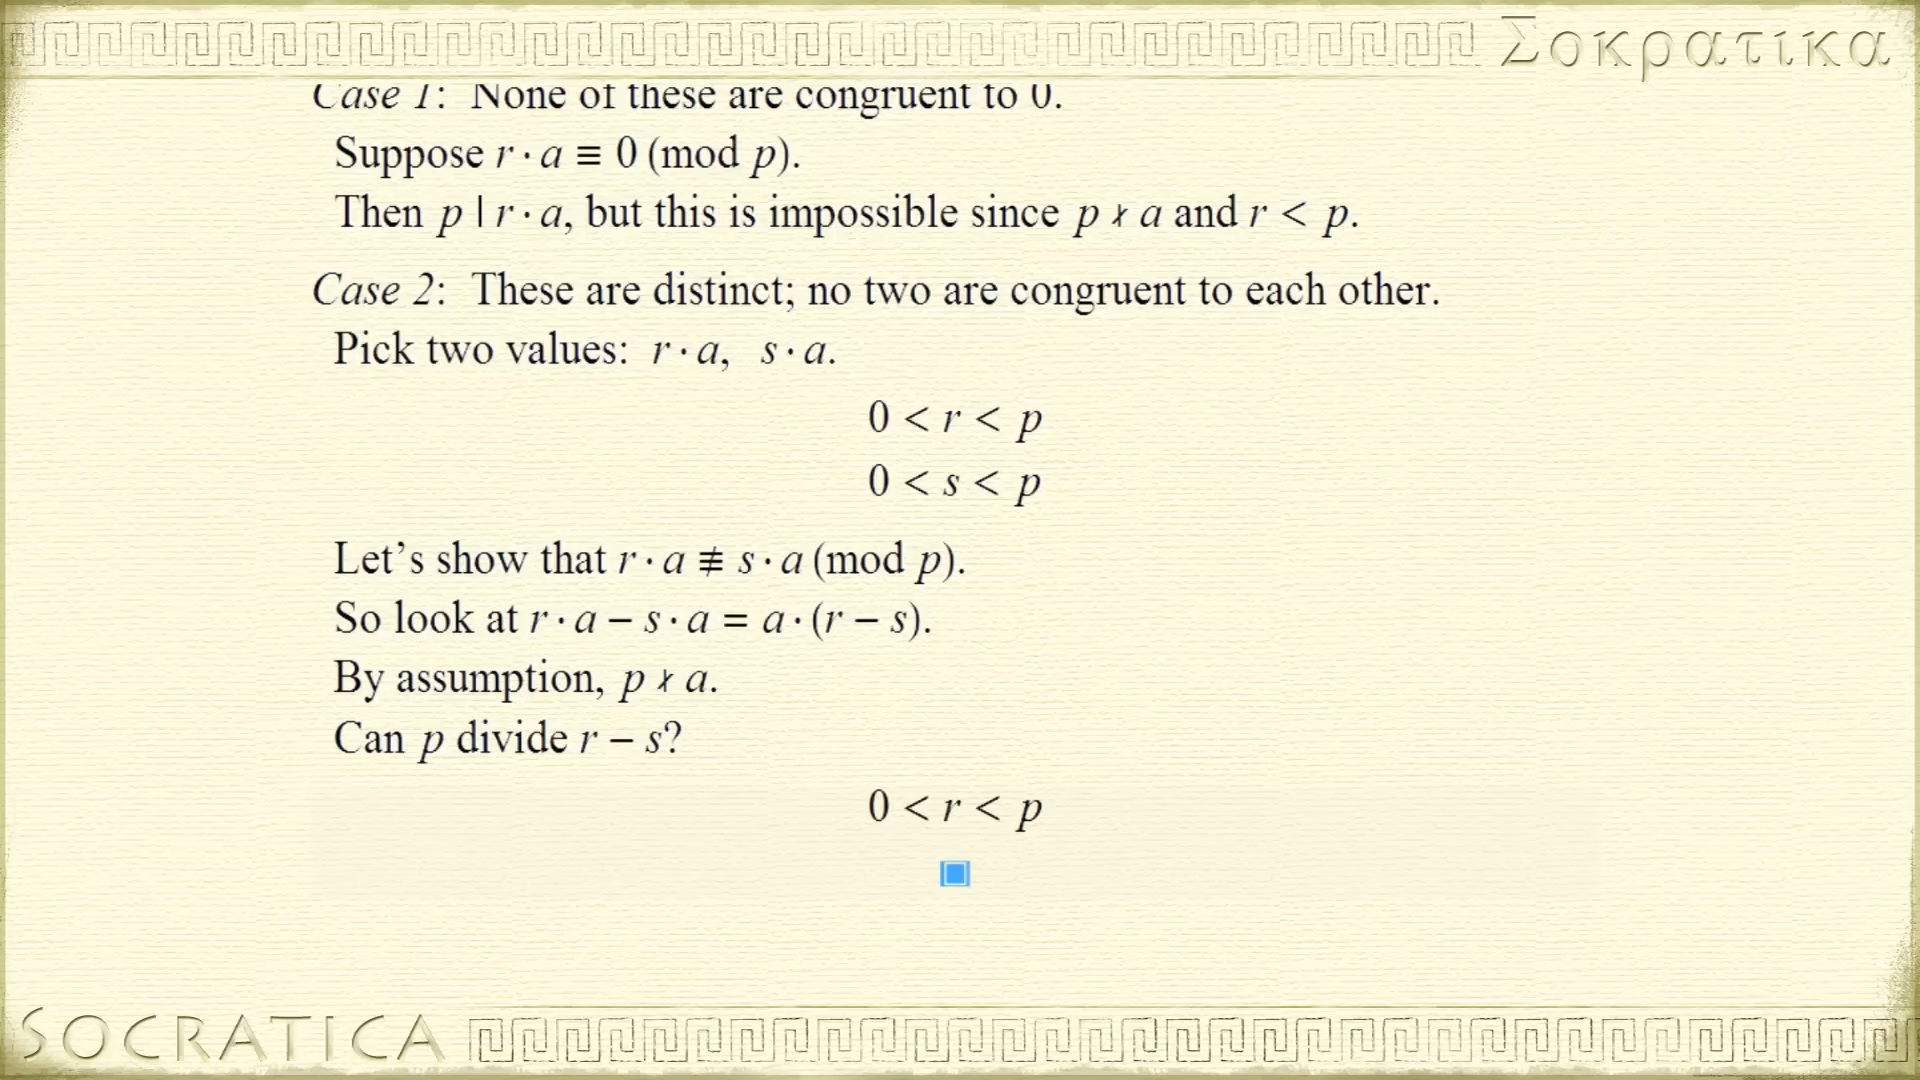 Σοκρατικα
Case 1: None of these are congruent to 0.
Suppose r · a ≡ 0 (mod p).
Then p | r · a, but this is impossible since p ∤ a and r < p.
Case 2: These are distinct; no two are congruent to each other.
Pick two values: r · a, s · a.
0 < r < p
0 < s < p
Let’s show that r · a ≢ s · a (mod p).
So look at r · a − s · a = a · (r − s).
By assumption, p ∤ a.
Can p divide r − s?
0 < r < p
SOCRATICA